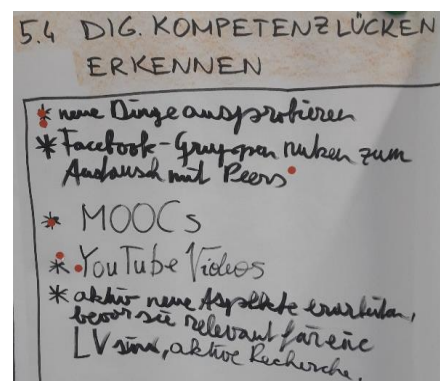 5.4 DIG. KOMPETENZLÜCKEN
ERKENNEN
* neue Dinge ausprobieren
* Facebook-Gruppen nutzen zum
Austausch mit Peers
* MOOCs
* YouTube Videos
* aktiv neue Aspekte erarbeiten,
bevor sie relevant für eine
LV sind, aktive Recherche.